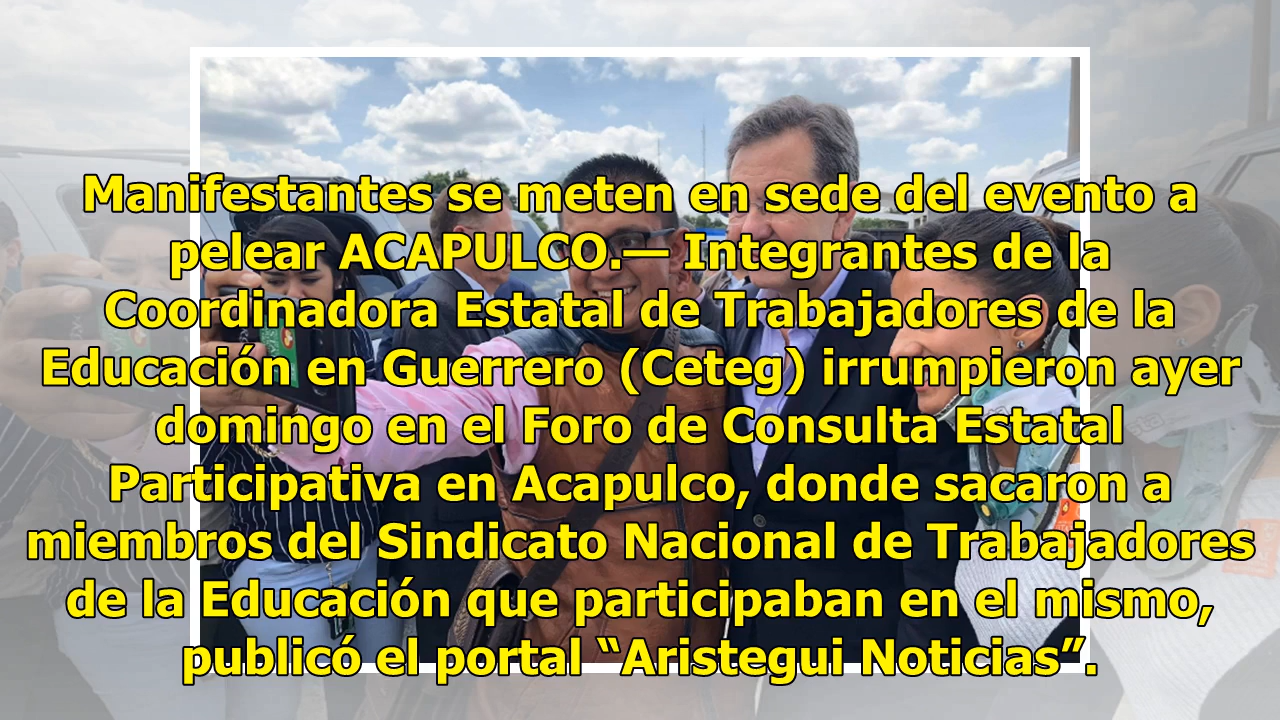 Manifestantes se meten en sede del evento a
pelear ACAPULCO.— Integrantes de la
Coordinadora Estatal de Trabajadores de la
Educación en Guerrero (Ceteg) irrumpieron ayer
domingo en el Foro de Consulta Estatal
Participativa en Acapulco, donde sacaron a
miembros del Sindicato Nacional de Trabajadores
de la Educación que participaban en el mismo,
publicó el portal “Aristegui Noticias”.